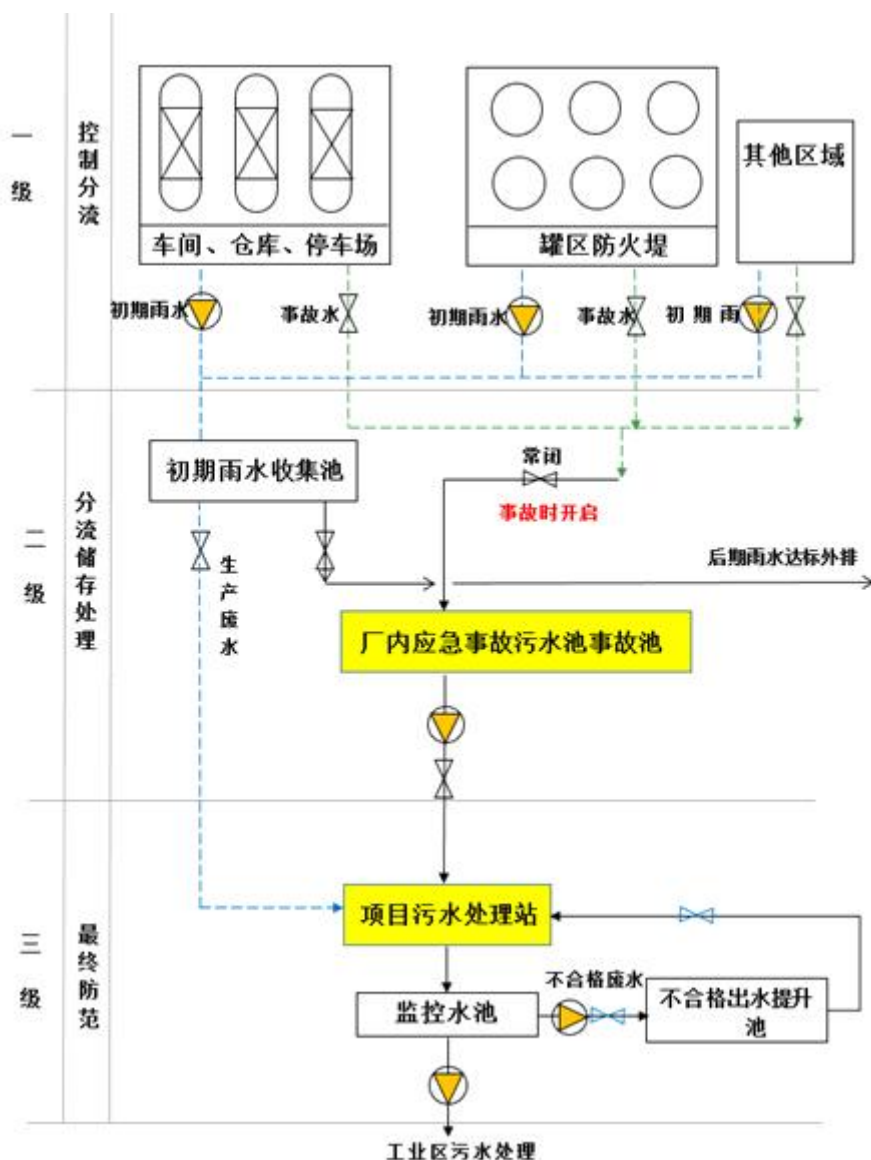 一级
控制分流
车间、仓库、停车场
罐区防火堤
其他区域
初期雨水
事故水
初期雨水
事故水
初期雨
二级
分流储存处理
初期雨水收集池
常闭
事故时开启
生产废水
后期雨水达标外排
厂内应急事故污水池事故池
三级
最终防范
项目污水处理站
监控水池
不合格废水
不合格出水提升
池
工业区污水处理